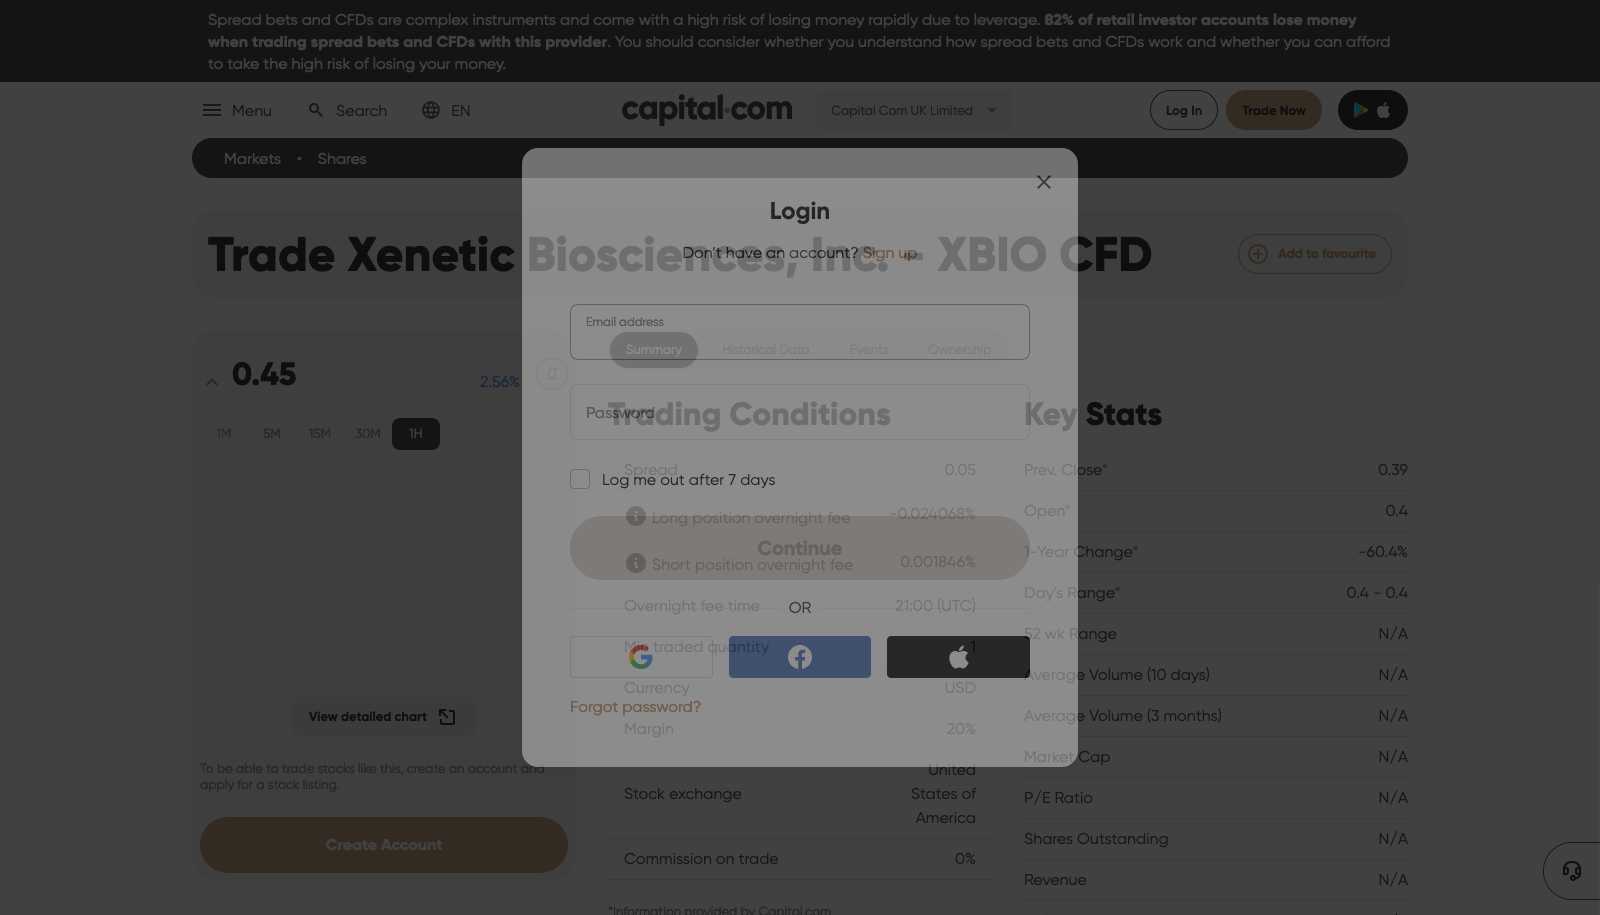 Spread bets and CFDs are complex instruments and come with a high risk of losing money rapidly due to leverage. 82% of retail investor accounts lose money
when trading spread bets and CFDs with this provider. You should consider whether you understand how spread bets and CFDs work and whether you can afford
to take the high risk of losing your money.
Menu
Search
EN
capital.com
Capital Com UK Limited
Log In
Trade Now
Markets • Shares
Login
Don't have an account? Sign up
Trade Xenetic Biosciences, Inc. - XBIO CFD
Add to favourite
Email address
Summary
Historical Data
Events
Ownership
0.45
2.56%
1M
5M
15M
30M
1H
Password
Trading Conditions
Key Stats
Log me out after 7 days
Spread 0.05
Long position overnight fee -0.024068%
Continue
Short position overnight fee 0.001846%
Overnight fee time 21:00 (UTC)
OR
Min traded quantity 1
Currency USD
Forgot password?
Margin 20%
Stock exchange United
States of
America
Commission on trade 0%
*Information provided by Capital.com
Prev. Close* 0.39
Open* 0.4
1-Year Change* -60.4%
Day's Range* 0.4 - 0.4
52 wk Range N/A
Average Volume (10 days) N/A
Average Volume (3 months) N/A
Market Cap N/A
P/E Ratio N/A
Shares Outstanding N/A
Revenue N/A
View detailed chart
To be able to trade stocks like this, create an account and
apply for a stock listing.
Create Account